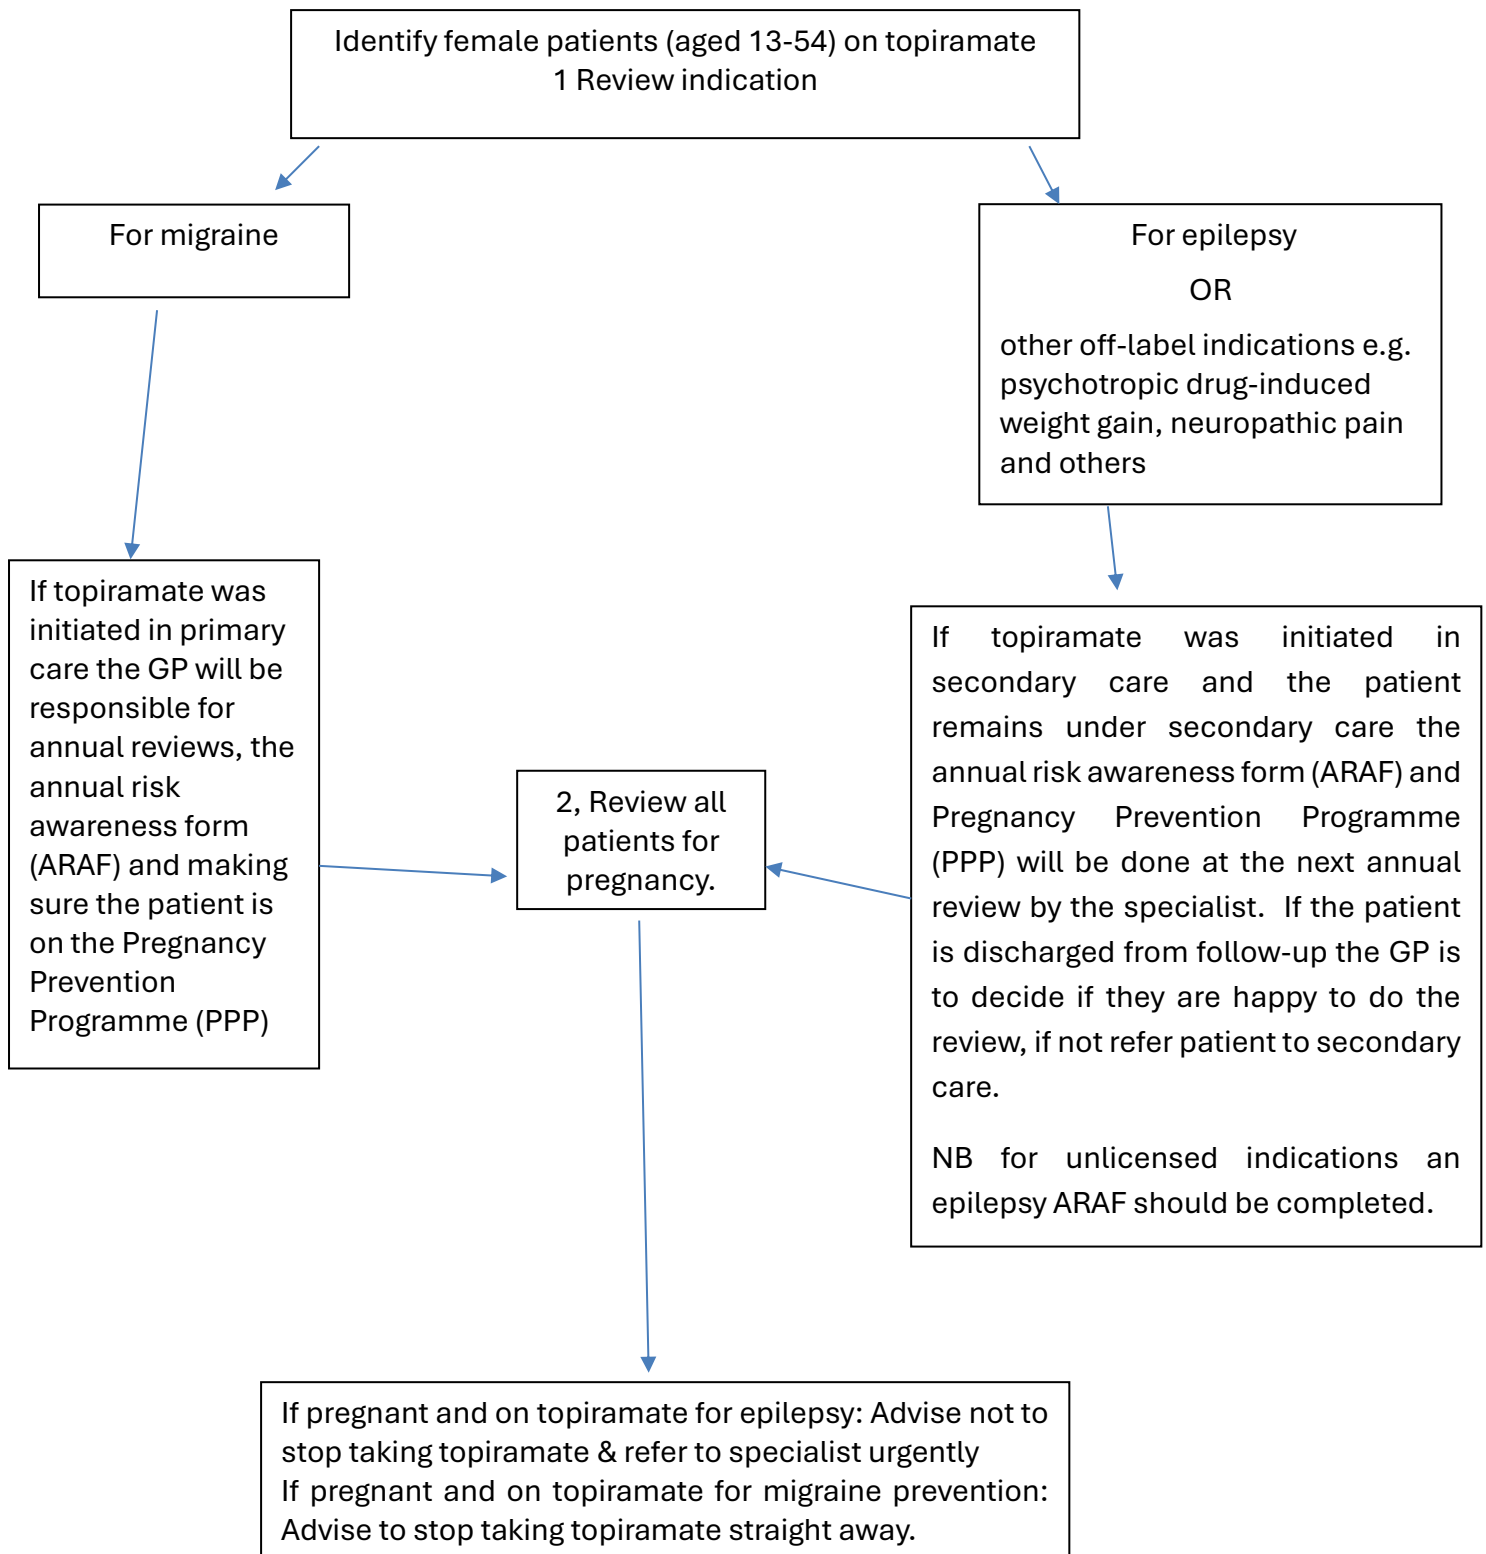 Identify female patients (aged 13-54) on topiramate
1 Review indication
For migraine
For epilepsy
OR
other off-label indications e.g.
psychotropic drug-induced
weight gain, neuropathic pain
and others
If topiramate was
initiated in primary
care the GP will be
responsible for
annual reviews, the
annual risk
awareness form
(ARAF) and making
sure the patient is
on the Pregnancy
Prevention
Programme (PPP)
2, Review all
patients for
pregnancy.
If topiramate was initiated in
secondary care and the patient
remains under secondary care the
annual risk awareness form (ARAF) and
Pregnancy Prevention Programme
(PPP) will be done at the next annual
review by the specialist. If the patient
is discharged from follow-up the GP is
to decide if they are happy to do the
review, if not refer patient to secondary
care.
NB for unlicensed indications an
epilepsy ARAF should be completed.
If pregnant and on topiramate for epilepsy: Advise not to
stop taking topiramate & refer to specialist urgently
If pregnant and on topiramate for migraine prevention:
Advise to stop taking topiramate straight away.